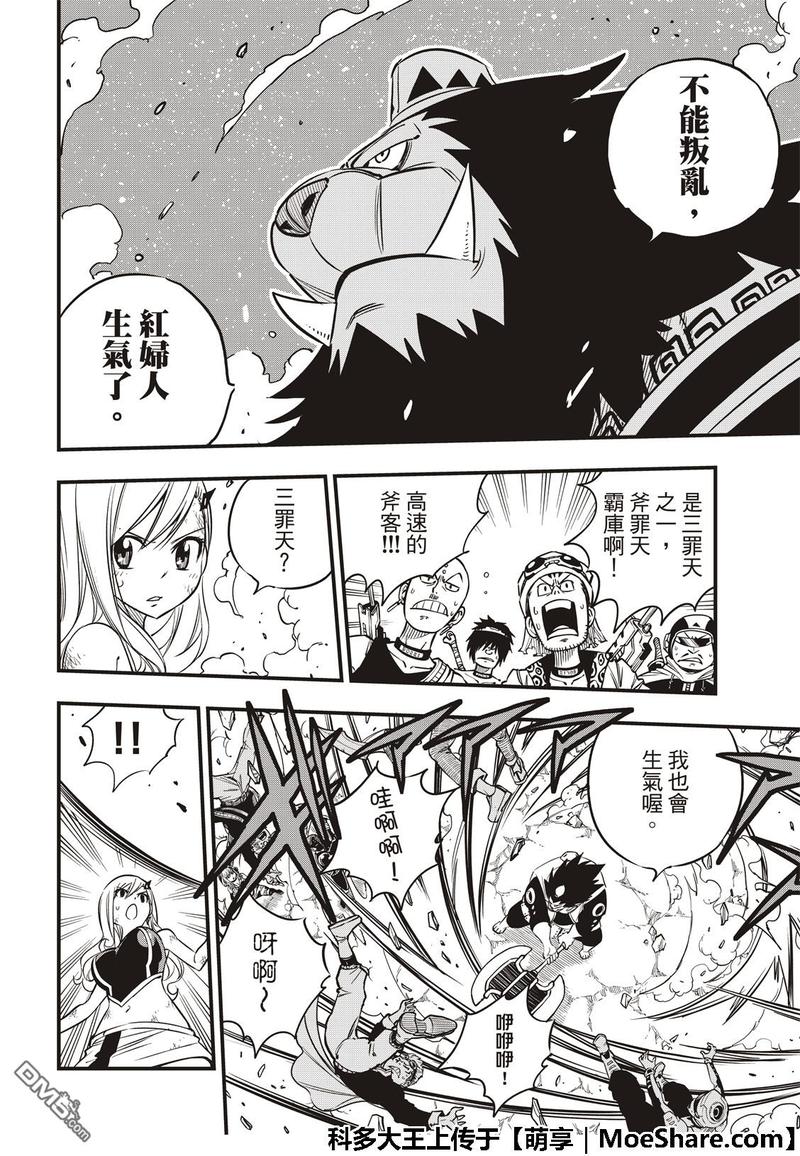 不能叛亂，
紅婦人
生氣了。
是三罪天
之一，
斧罪天
霸庫啊！
高速的
斧客!!!
三罪天？
我也會
生氣喔。
哇啊啊！
呀啊～
咿咿咿！
!!
DM5.com
科多大王上传于【萌享｜MoeShare.com】